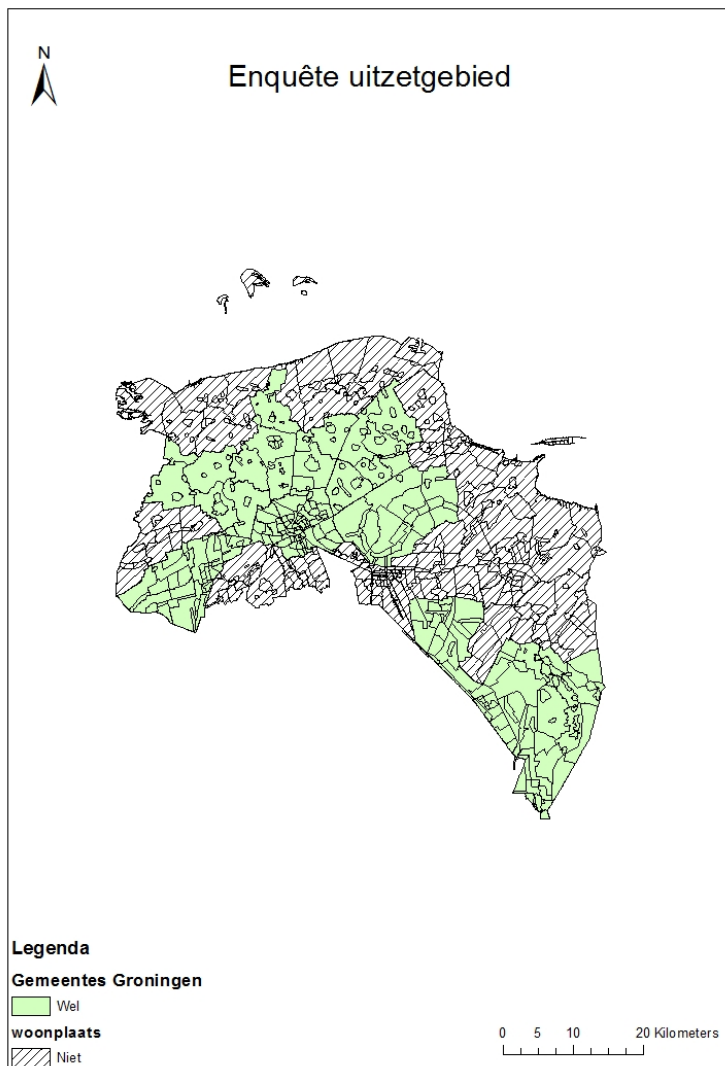 N
Enquête uitzetgebied
Legenda
Gemeentes Groningen
Wel
woonplaats
Niet
0 5 10 20 Kilometers